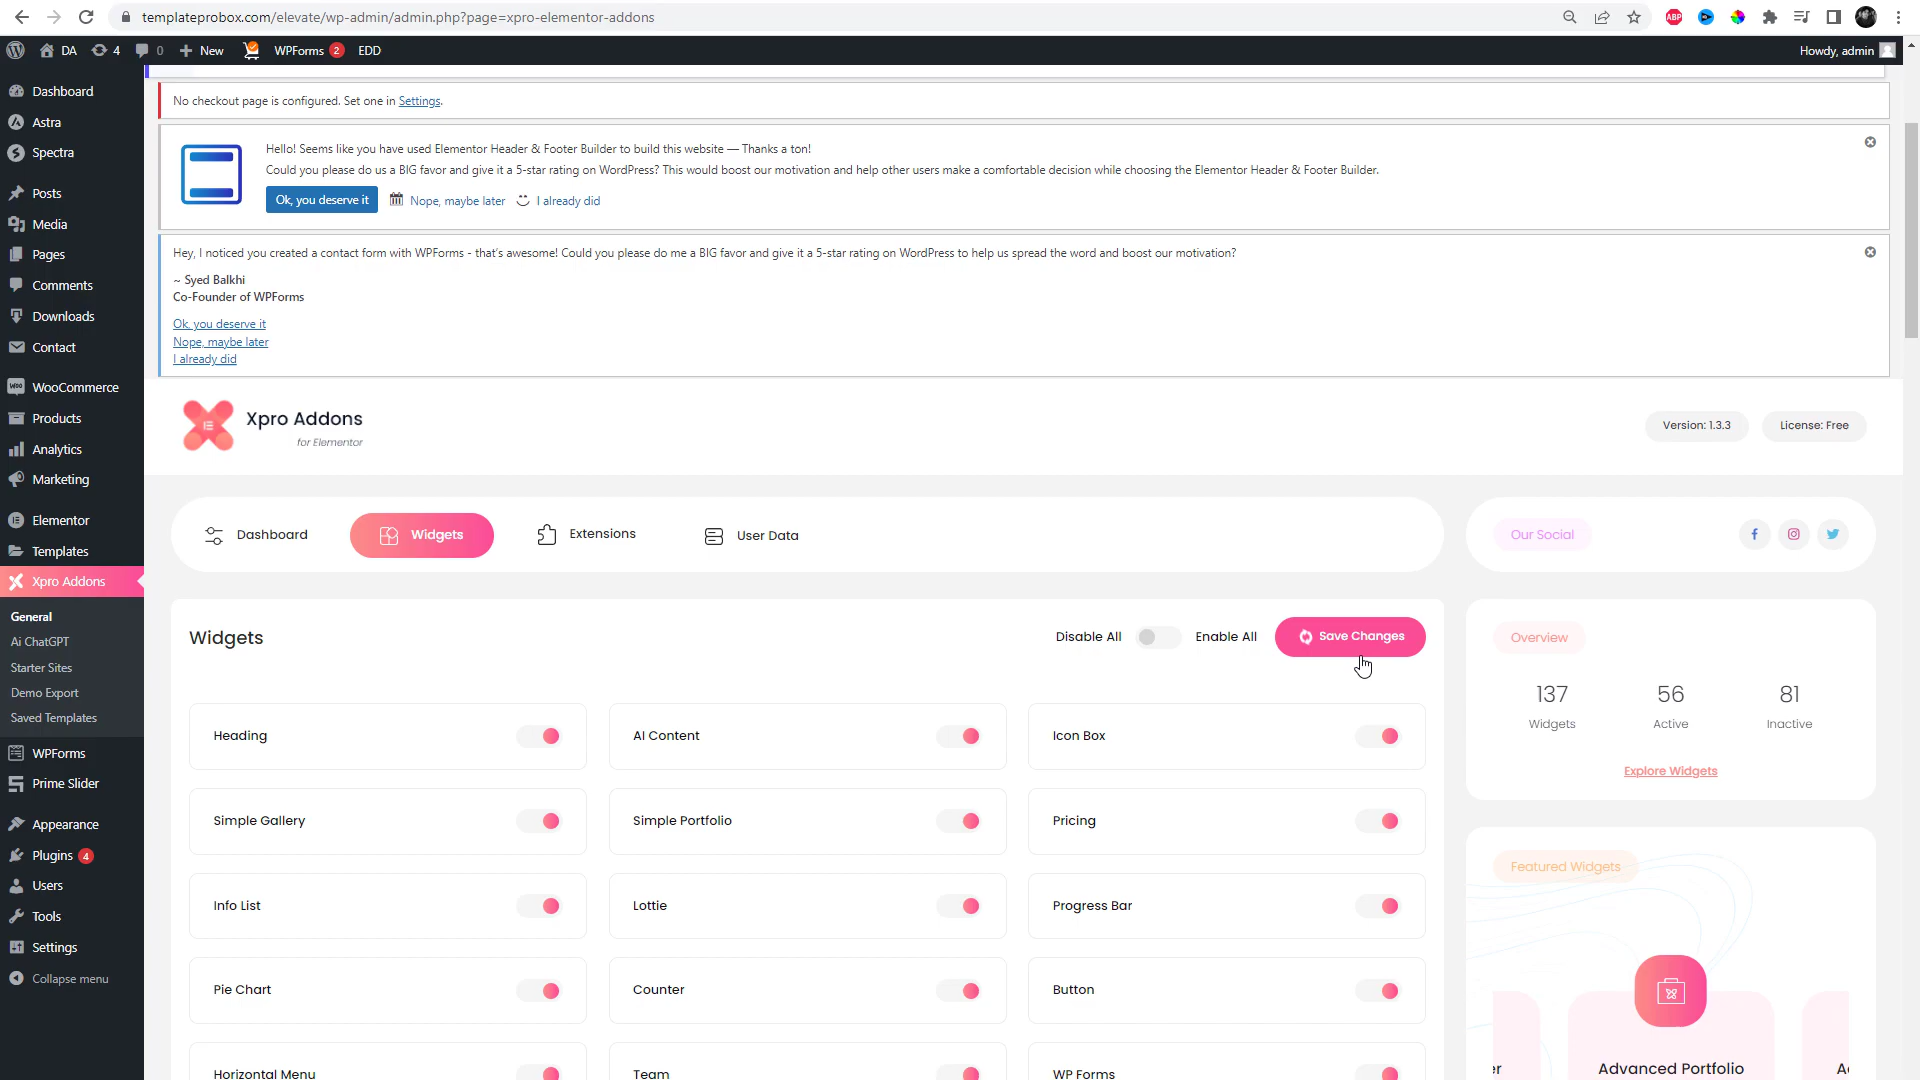 templateprobox.com/elevate/wp-admin/admin.php?page=xpro-elementor-addons
ABP
DA
4
0
New
WPForms 2
EDD
Howdy, admin
Dashboard
Astra
Spectra
Posts
Media
Pages
Comments
Downloads
Contact
WooCommerce
Products
Analytics
Marketing
Elementor
Templates
Xpro Addons
General
Ai ChatGPT
Starter Sites
Demo Export
Saved Templates
WPForms
Prime Slider
Appearance
Plugins 4
Users
Tools
Settings
Collapse menu
No checkout page is configured. Set one in Settings.
Hello! Seems like you have used Elementor Header & Footer Builder to build this website — Thanks a ton!
Could you please do us a BIG favor and give it a 5-star rating on WordPress? This would boost our motivation and help other users make a comfortable decision while choosing the Elementor Header & Footer Builder.
Ok, you deserve it
Nope, maybe later
I already did
Hey, I noticed you created a contact form with WPForms - that's awesome! Could you please do me a BIG favor and give it a 5-star rating on WordPress to help us spread the word and boost our motivation?
~ Syed Balkhi
Co-Founder of WPForms
Ok, you deserve it
Nope, maybe later
I already did
Xpro Addons
for Elementor
Version: 1.3.3
License: Free
Dashboard
Widgets
Extensions
User Data
Our Social
Widgets
Disable All
Enable All
Save Changes
Heading
AI Content
Icon Box
Simple Gallery
Simple Portfolio
Pricing
Info List
Lottie
Progress Bar
Pie Chart
Counter
Button
Horizontal Menu
Team
WP Forms
Overview
137
56
81
Widgets
Active
Inactive
Explore Widgets
Featured Widgets
er
Advanced Portfolio